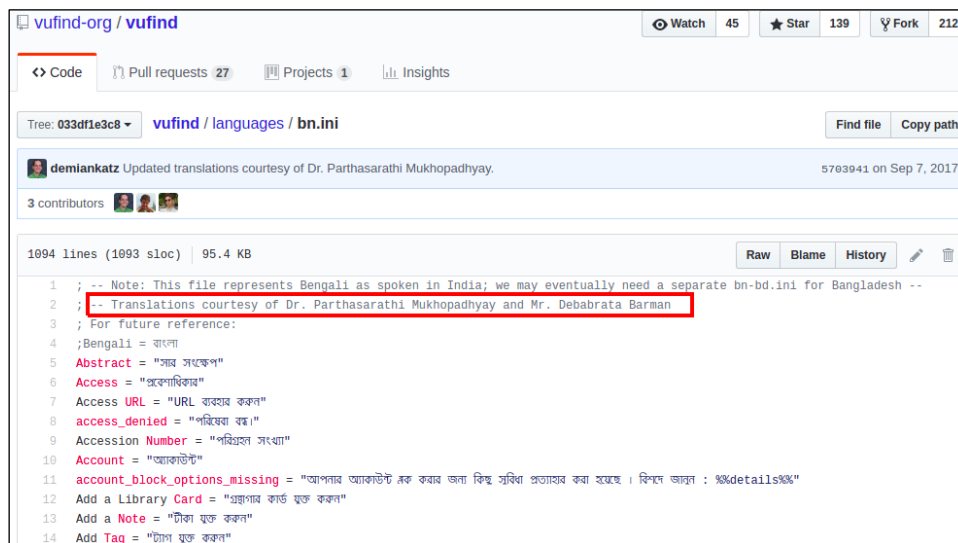 vufind-org / vufind
Watch 45 Star 139 Fork 212
Code Pull requests 27 Projects 1 Insights
Tree: 033df1e3c8 vufind / languages / bn.ini Find file Copy path
demiankatz Updated translations courtesy of Dr. Parthasarathi Mukhopadhyay. 5703941 on Sep 7, 2017
3 contributors
1094 lines (1093 sloc) 95.4 KB Raw Blame History
1 ; -- Note: This file represents Bengali as spoken in India; we may eventually need a separate bn-bd.ini for Bangladesh --
2 ; -- Translations courtesy of Dr. Parthasarathi Mukhopadhyay and Mr. Debabrata Barman
3 ; For future reference:
4 ;Bengali = বাংলা
5 Abstract = "সার সংক্ষেপ"
6 Access = "প্রবেশাধিকার"
7 Access URL = "URL ব্যবহার করুন"
8 access_denied = "পরিষেবা বন্ধ।"
9 Accession Number = "পরিগ্রহন সংখ্যা"
10 Account = "অ্যাকাউন্ট"
11 account_block_options_missing = "আপনার অ্যাকাউন্ট ব্লক করার জন্য কিছু সুবিধা প্রত্যাহার করা হয়েছে । বিশদে জানুন : %%details%%"
12 Add a Library Card = "গ্রন্থাগার কার্ড যুক্ত করুন"
13 Add a Note = "টীকা যুক্ত করুন"
14 Add Tag = "ট্যাগ যুক্ত করুন"